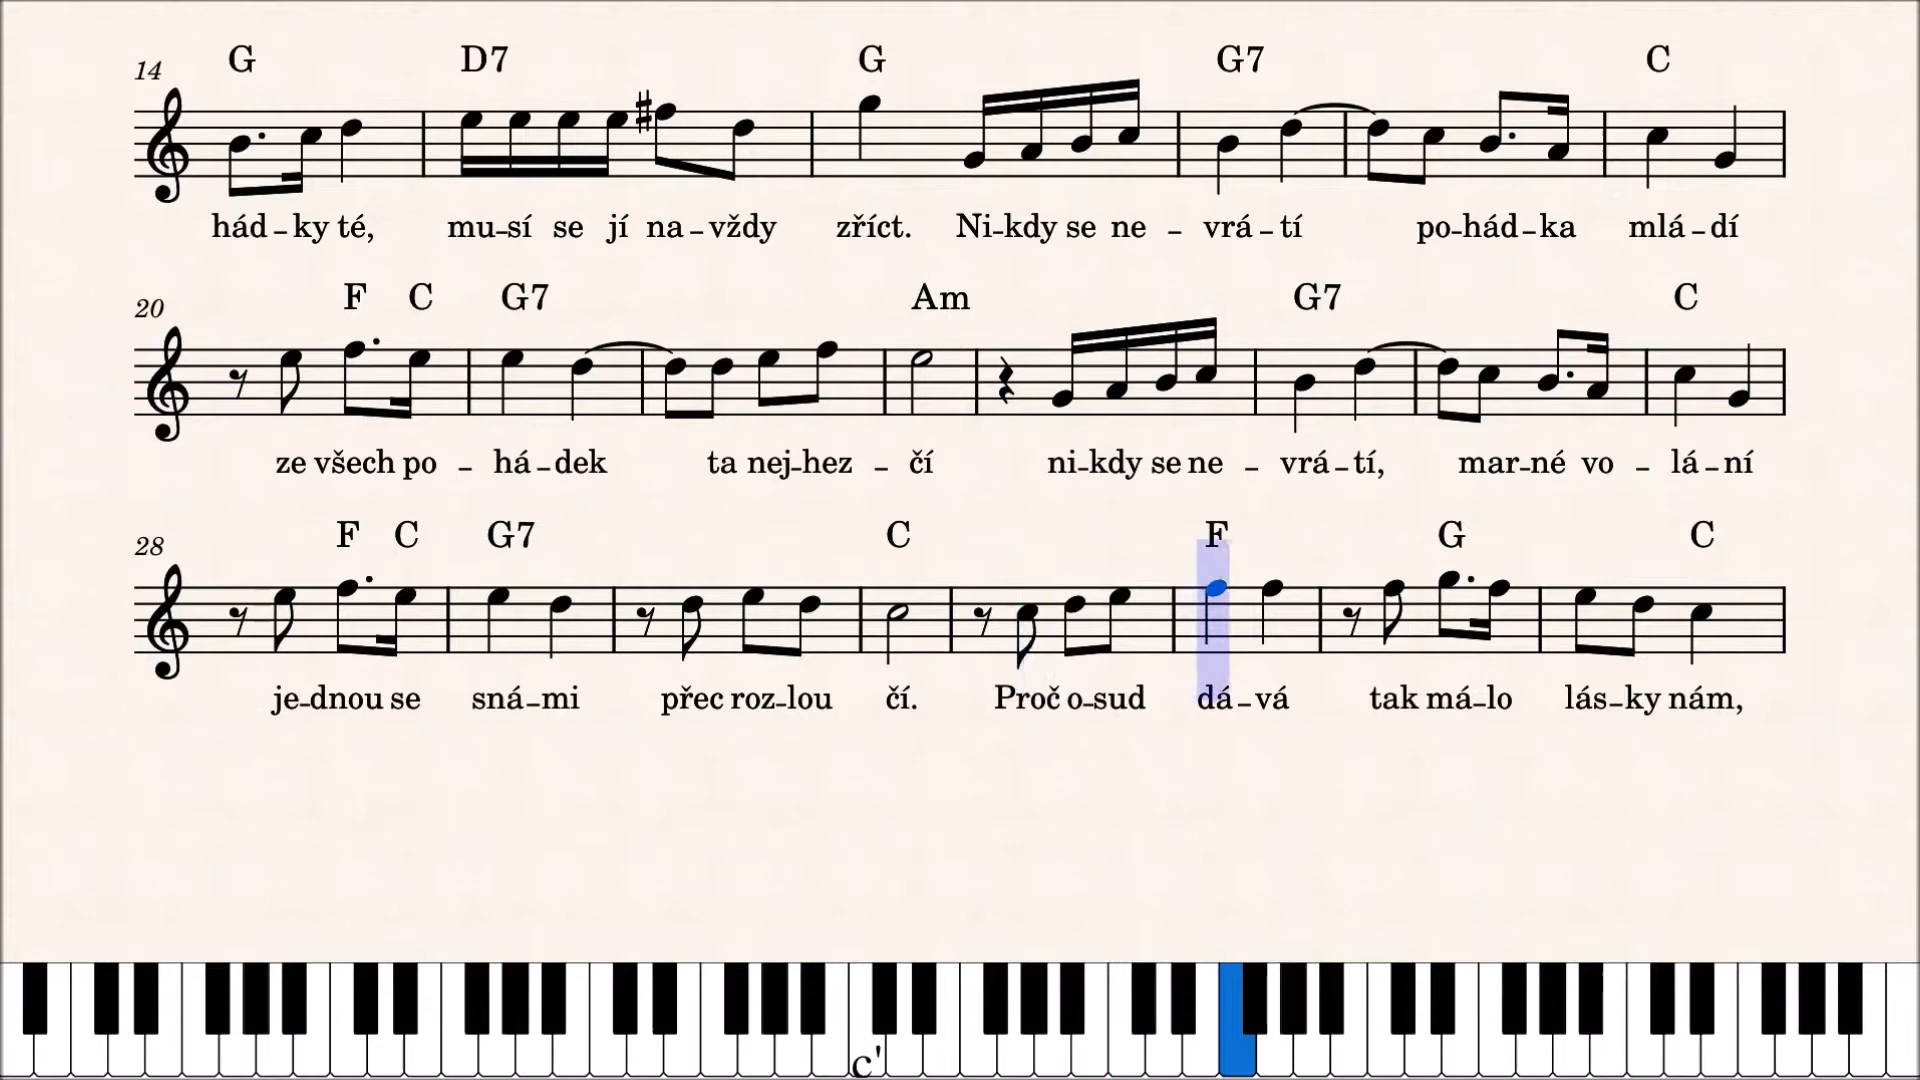 14 G D7 G G7 C
hád – ky té, mu – sí se jí na – vždy zříct. Ni – kdy se ne – vrá – tí po – hád – ka mlá – dí
20 F C G7 Am G7 C
ze všech po – há – dek ta nej – hez – čí ni – kdy se ne – vrá – tí, mar – né vo – lá – ní
28 F C G7 C F G C
je – dnou se sná – mi přec roz – lou čí. Proč o – sud dá – vá tak má – lo lás – ky nám,
c'